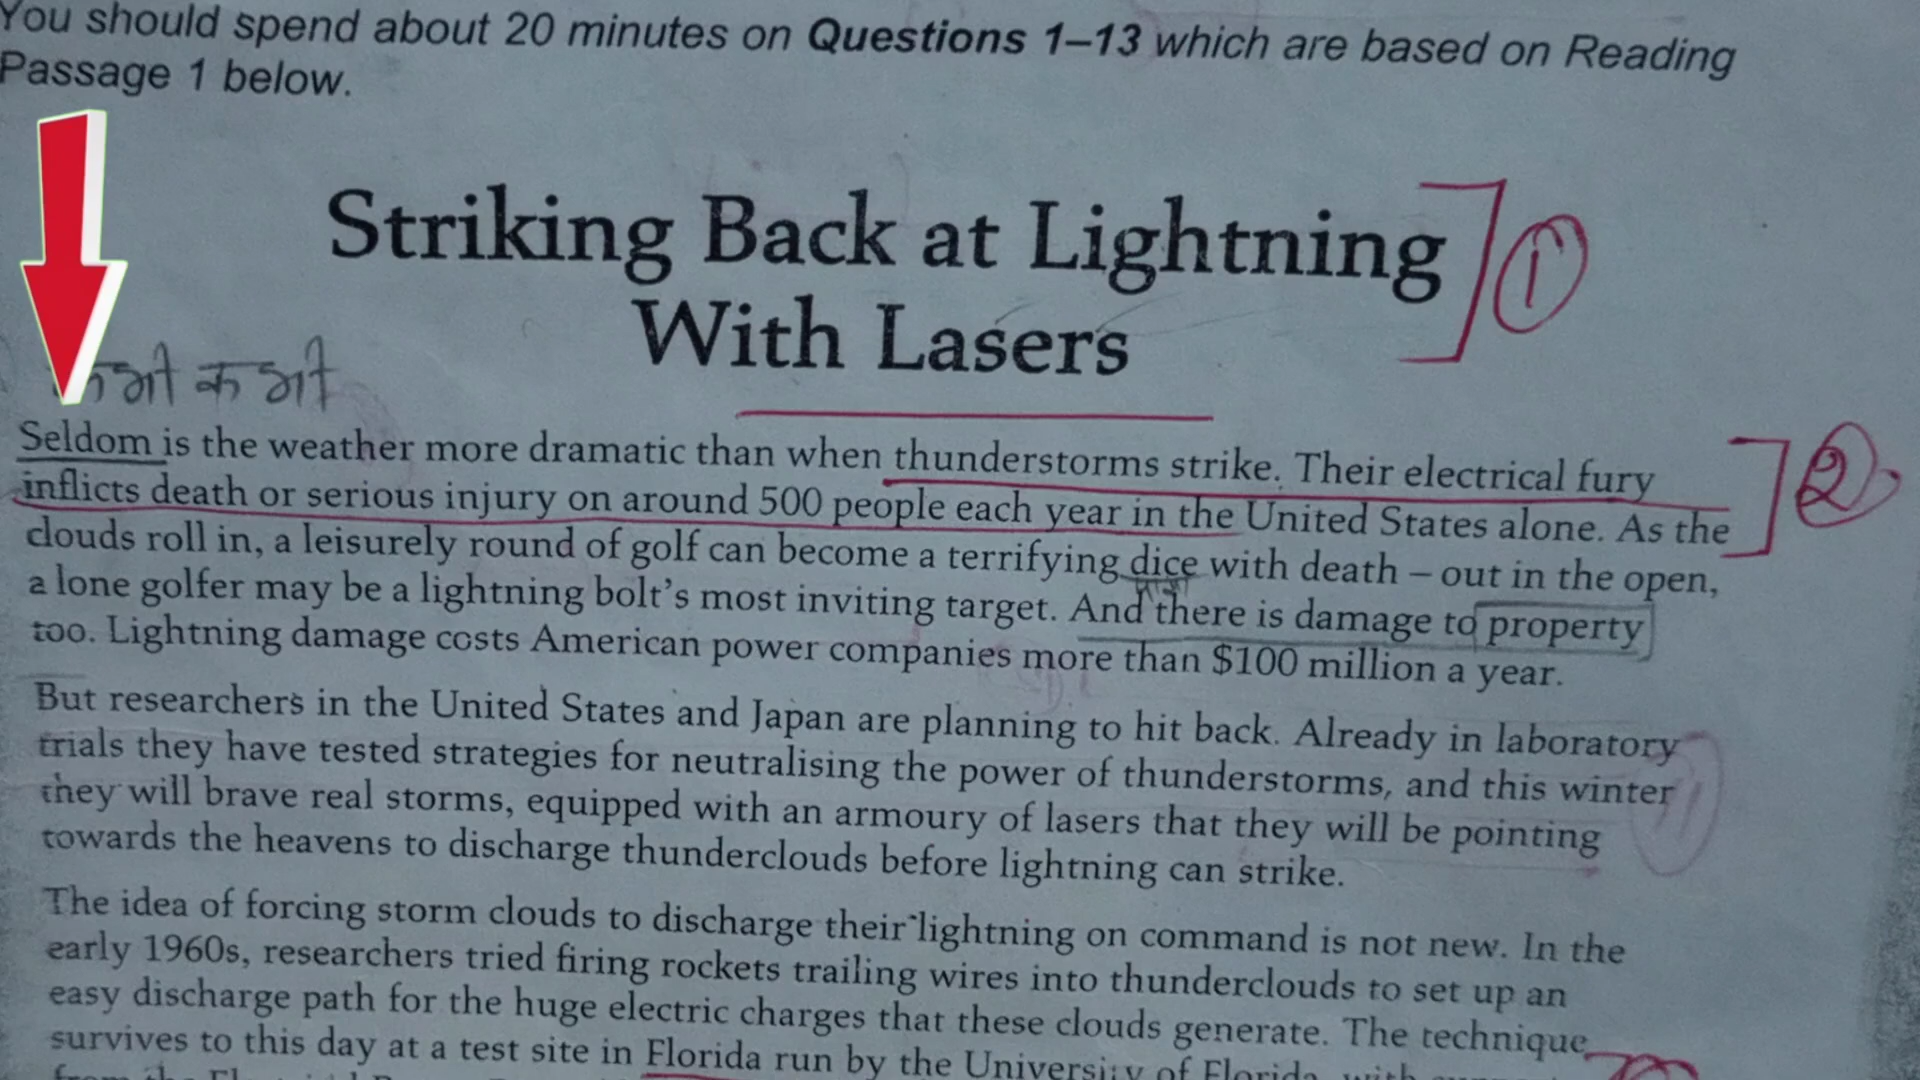 You should spend about 20 minutes on Questions 1–13 which are based on Reading
Passage 1 below.
Striking Back at Lightning
With Lasers
1
Seldom is the weather more dramatic than when thunderstorms strike. Their electrical fury
2
inflicts death or serious injury on around 500 people each year in the United States alone. As the
clouds roll in, a leisurely round of golf can become a terrifying dice with death – out in the open,
a lone golfer may be a lightning bolt's most inviting target. And there is damage to property
too. Lightning damage costs American power companies more than $100 million a year.
But researchers in the United States and Japan are planning to hit back. Already in laboratory
trials they have tested strategies for neutralising the power of thunderstorms, and this winter
they will brave real storms, equipped with an armoury of lasers that they will be pointing
towards the heavens to discharge thunderclouds before lightning can strike.
The idea of forcing storm clouds to discharge their lightning on command is not new. In the
early 1960s, researchers tried firing rockets trailing wires into thunderclouds to set up an
easy discharge path for the huge electric charges that these clouds generate. The technique
survives to this day at a test site in Florida run by the University of Florida, with